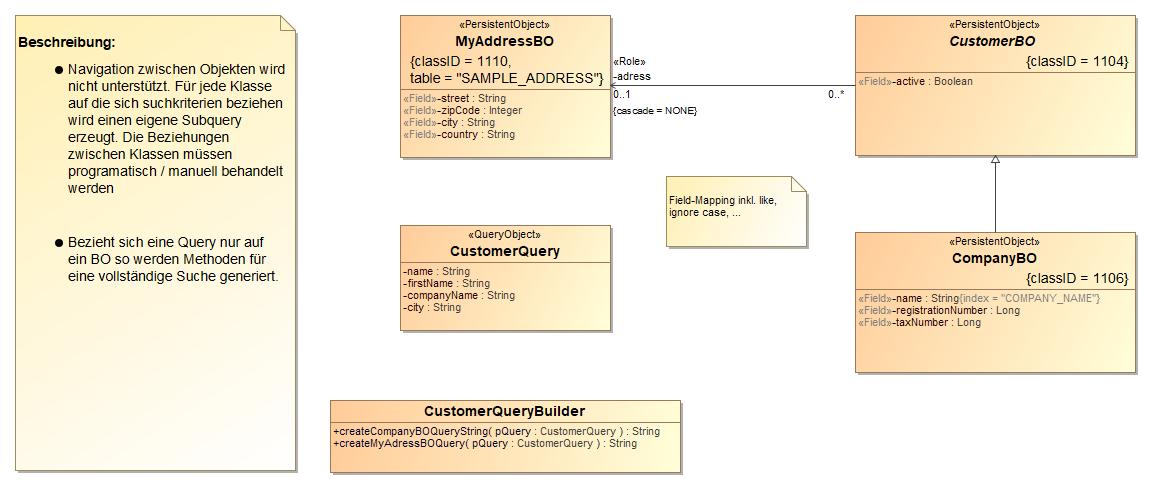 Beschreibung:
● Navigation zwischen Objekten wird
nicht unterstützt. Für jede Klasse
auf die sich suchkriterien beziehen
wird einen eigene Subquery
erzeugt. Die Beziehungen
zwischen Klassen müssen
programatisch / manuell behandelt
werden
● Bezieht sich eine Query nur auf
ein BO so werden Methoden für
eine vollständige Suche generiert.
«PersistentObject»
MyAddressBO
{classID = 1110,
table = "SAMPLE_ADDRESS"}
«Field»-street : String
«Field»-zipCode : Integer
«Field»-city : String
«Field»-country : String
«Role»
-adress
0..1
0..*
{cascade = NONE}
«PersistentObject»
CustomerBO
{classID = 1104}
«Field»-active : Boolean
Field-Mapping inkl. like,
ignore case, ...
«QueryObject»
CustomerQuery
-name : String
-firstName : String
-companyName : String
-city : String
«PersistentObject»
CompanyBO
{classID = 1106}
«Field»-name : String{index = "COMPANY_NAME"}
«Field»-registrationNumber : Long
«Field»-taxNumber : Long
CustomerQueryBuilder
+createCompanyBOQueryString( pQuery : CustomerQuery ) : String
+createMyAdressBOQuery( pQuery : CustomerQuery ) : String